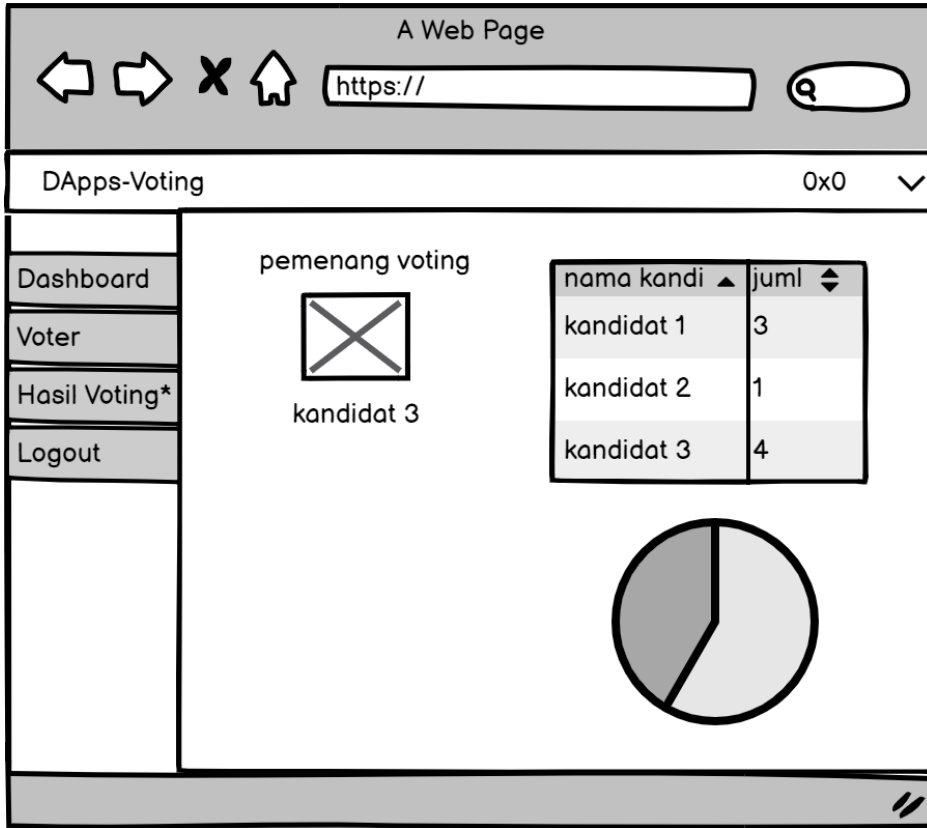 A Web Page
https://
DApps-Voting
0x0
Dashboard
Voter
Hasil Voting*
Logout
pemenang voting
kandidat 3
nama kandi juml
kandidat 1 3
kandidat 2 1
kandidat 3 4